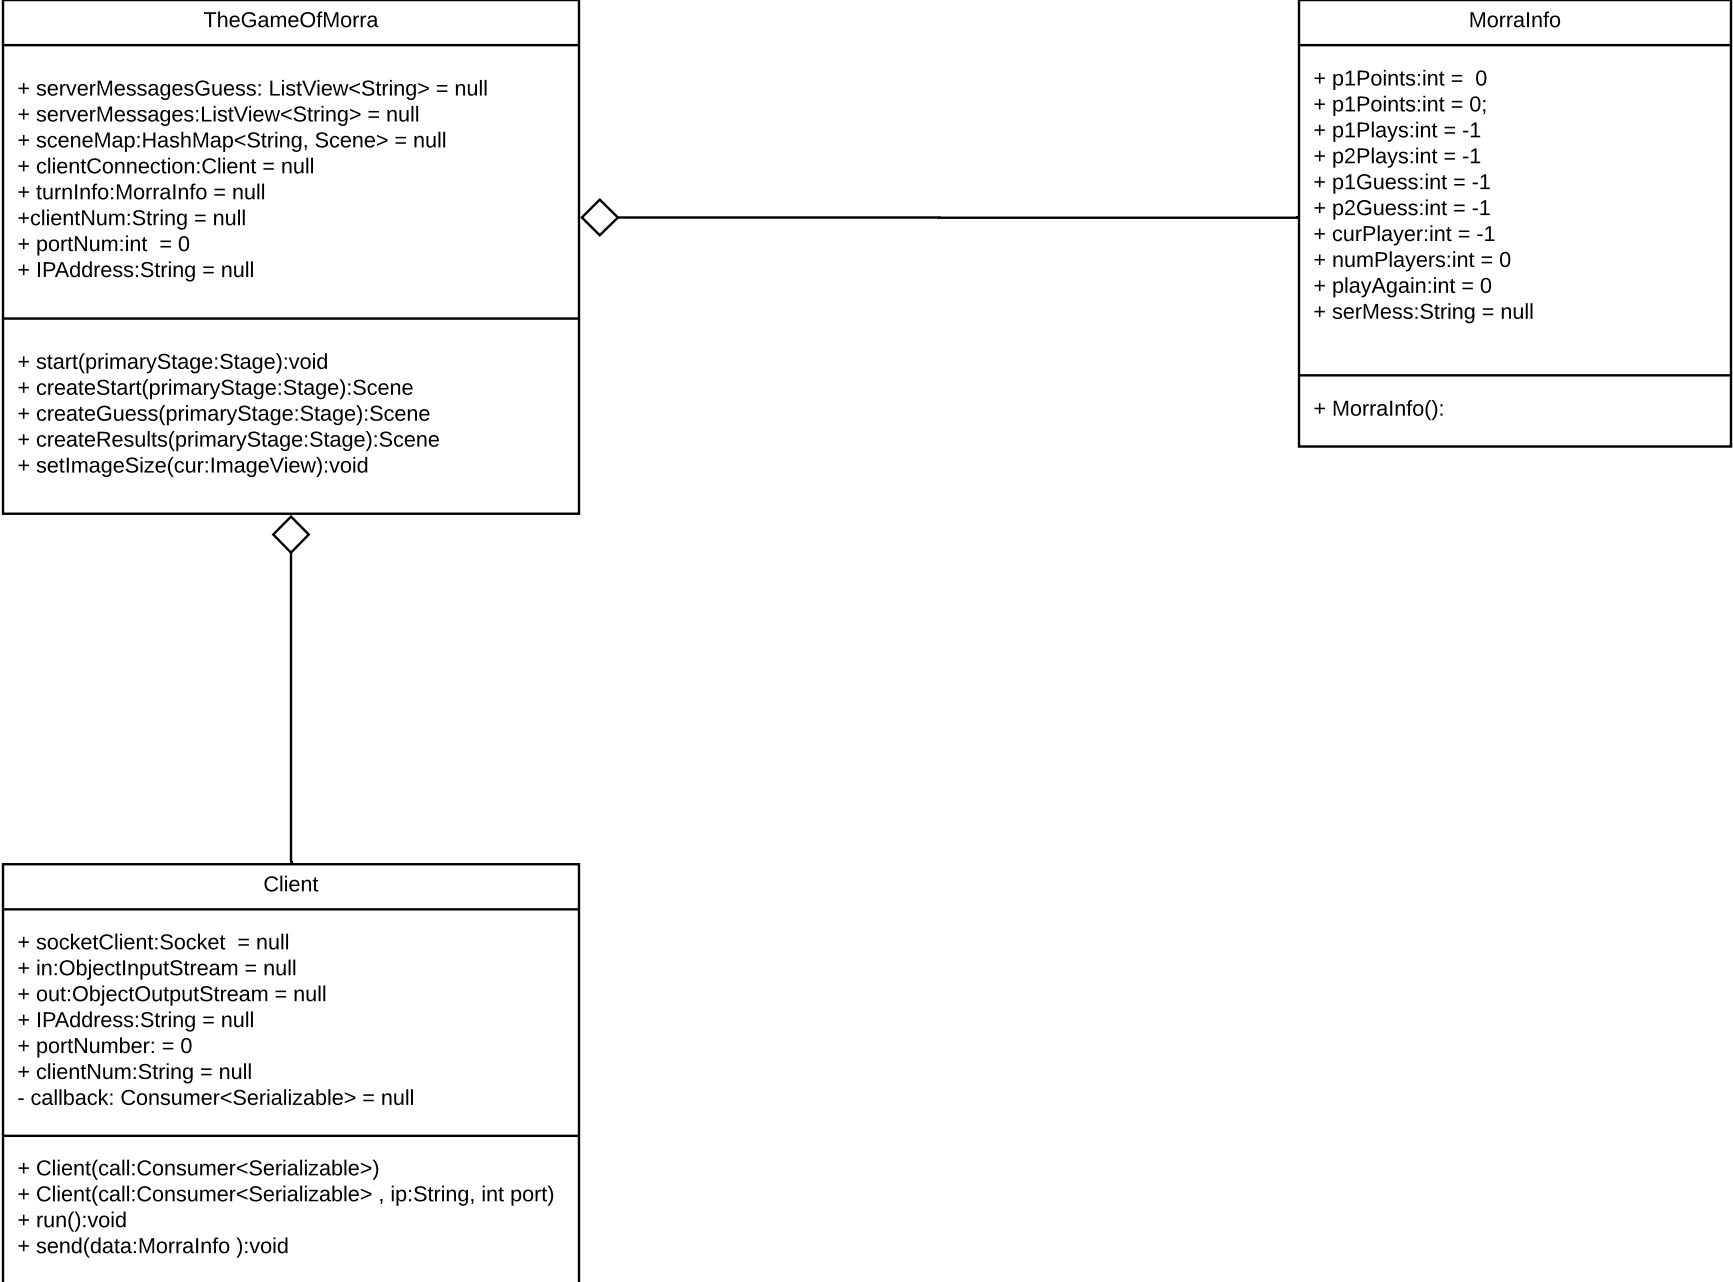 TheGameOfMorra
+ serverMessagesGuess: ListView<String> = null
+ serverMessages:ListView<String> = null
+ sceneMap:HashMap<String, Scene> = null
+ clientConnection:Client = null
+ turnInfo:MorraInfo = null
+clientNum:String = null
+ portNum:int  = 0
+ IPAddress:String = null
+ start(primaryStage:Stage):void
+ createStart(primaryStage:Stage):Scene
+ createGuess(primaryStage:Stage):Scene
+ createResults(primaryStage:Stage):Scene
+ setImageSize(cur:ImageView):void
MorraInfo
+ p1Points:int =  0
+ p1Points:int = 0;
+ p1Plays:int = -1
+ p2Plays:int = -1
+ p1Guess:int = -1
+ p2Guess:int = -1
+ curPlayer:int = -1
+ numPlayers:int = 0
+ playAgain:int = 0
+ serMess:String = null
+ MorraInfo():
Client
+ socketClient:Socket  = null
+ in:ObjectInputStream = null
+ out:ObjectOutputStream = null
+ IPAddress:String = null
+ portNumber: = 0
+ clientNum:String = null
- callback: Consumer<Serializable> = null
+ Client(call:Consumer<Serializable>)
+ Client(call:Consumer<Serializable> , ip:String, int port)
+ run():void
+ send(data:MorraInfo ):void